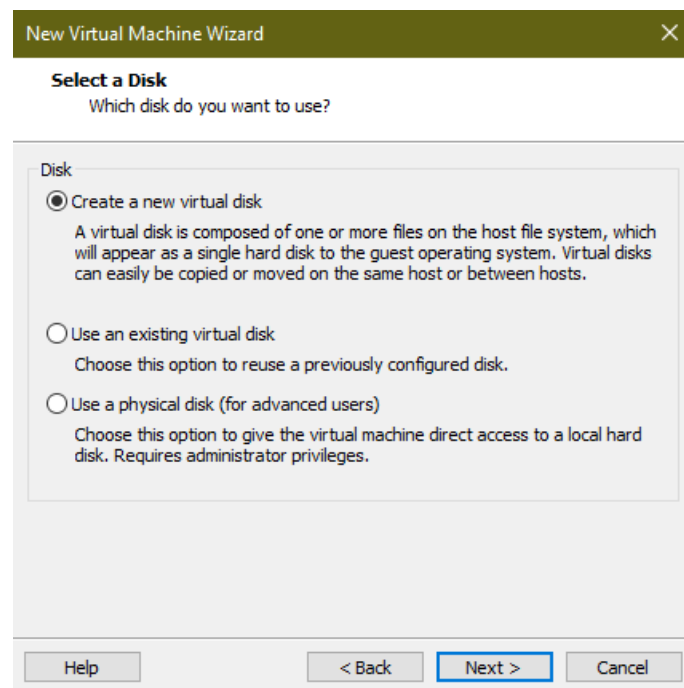 New Virtual Machine Wizard
Select a Disk
Which disk do you want to use?
Disk
Create a new virtual disk
A virtual disk is composed of one or more files on the host file system, which
will appear as a single hard disk to the guest operating system. Virtual disks
can easily be copied or moved on the same host or between hosts.
Use an existing virtual disk
Choose this option to reuse a previously configured disk.
Use a physical disk (for advanced users)
Choose this option to give the virtual machine direct access to a local hard
disk. Requires administrator privileges.
Help < Back Next > Cancel